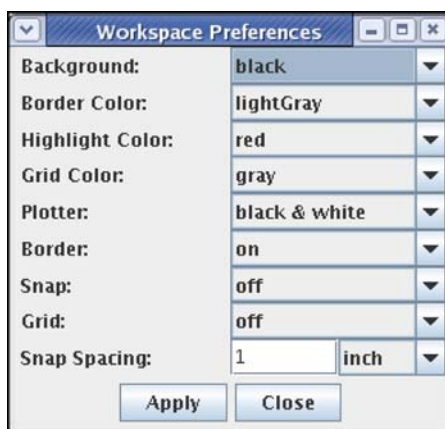 Workspace Preferences
Background: black
Border Color: lightGray
Highlight Color: red
Grid Color: gray
Plotter: black & white
Border: on
Snap: off
Grid: off
Snap Spacing: 1 inch
Apply Close